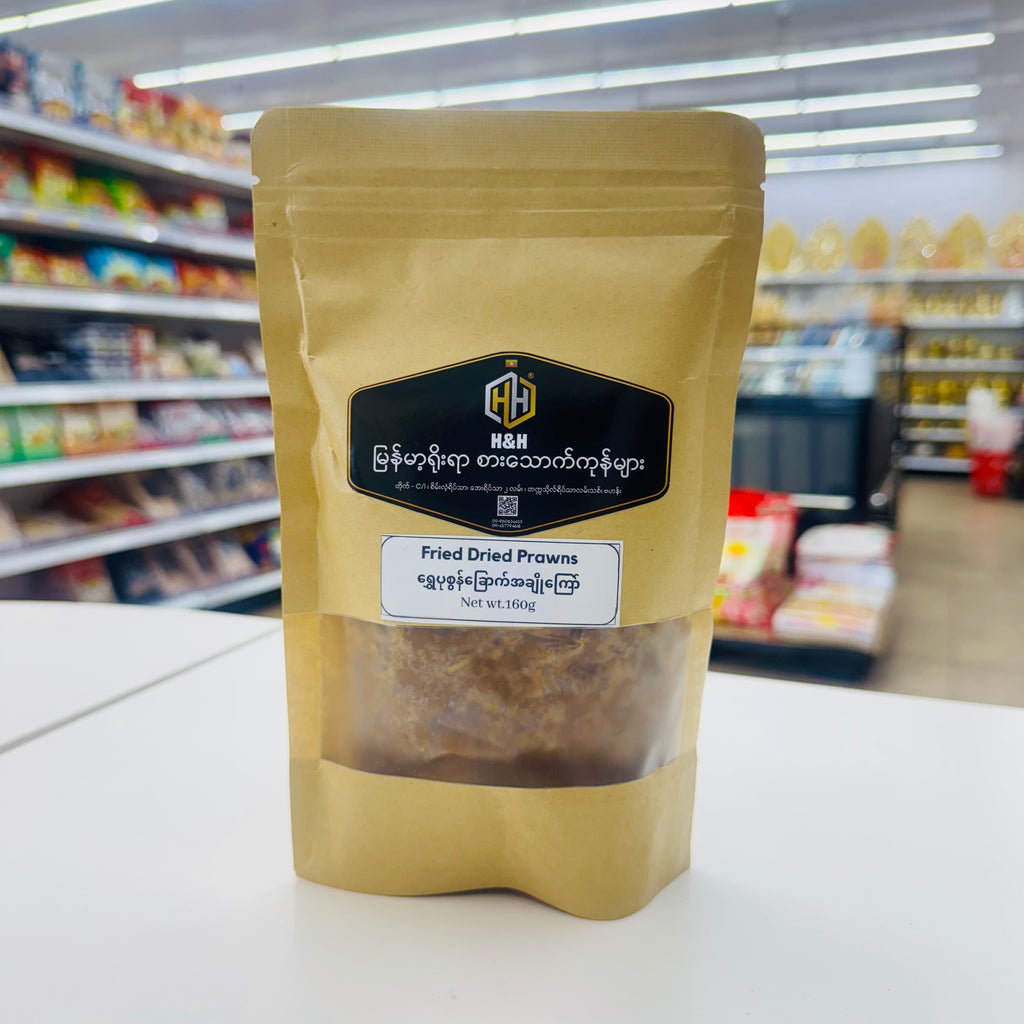 H&H
မြန်မာ့ရိုးရာ စားသောက်ကုန်များ
Fried Dried Prawns
ရွှေပုစွန်ခြောက်အချိုကြော်
Net wt.160g